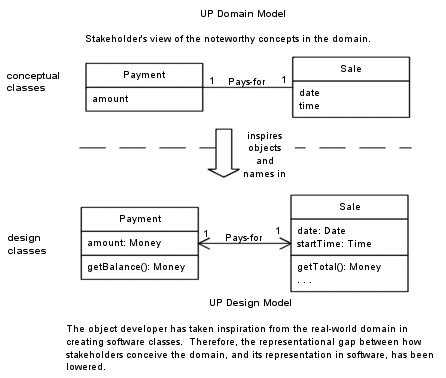 UP Domain Model
Stakeholder's view of the noteworthy concepts in the domain.
conceptual
classes
Payment
amount
1 Pays-for 1
Sale
date
time
inspires
objects
and
names in
design
classes
Payment
amount: Money
getBalance(): Money
1 Pays-for 1
Sale
date: Date
startTime: Time
getTotal(): Money
. . .
UP Design Model
The object developer has taken inspiration from the real-world domain in
creating software classes. Therefore, the representational gap between how
stakeholders conceive the domain, and its representation in software, has been
lowered.